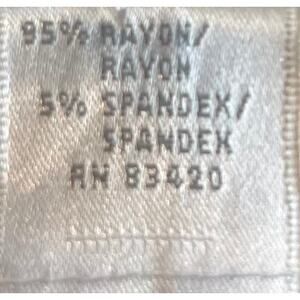 95% RAYON/
RAYON
5% SPANDEX/
SPANDEX
RN 83420